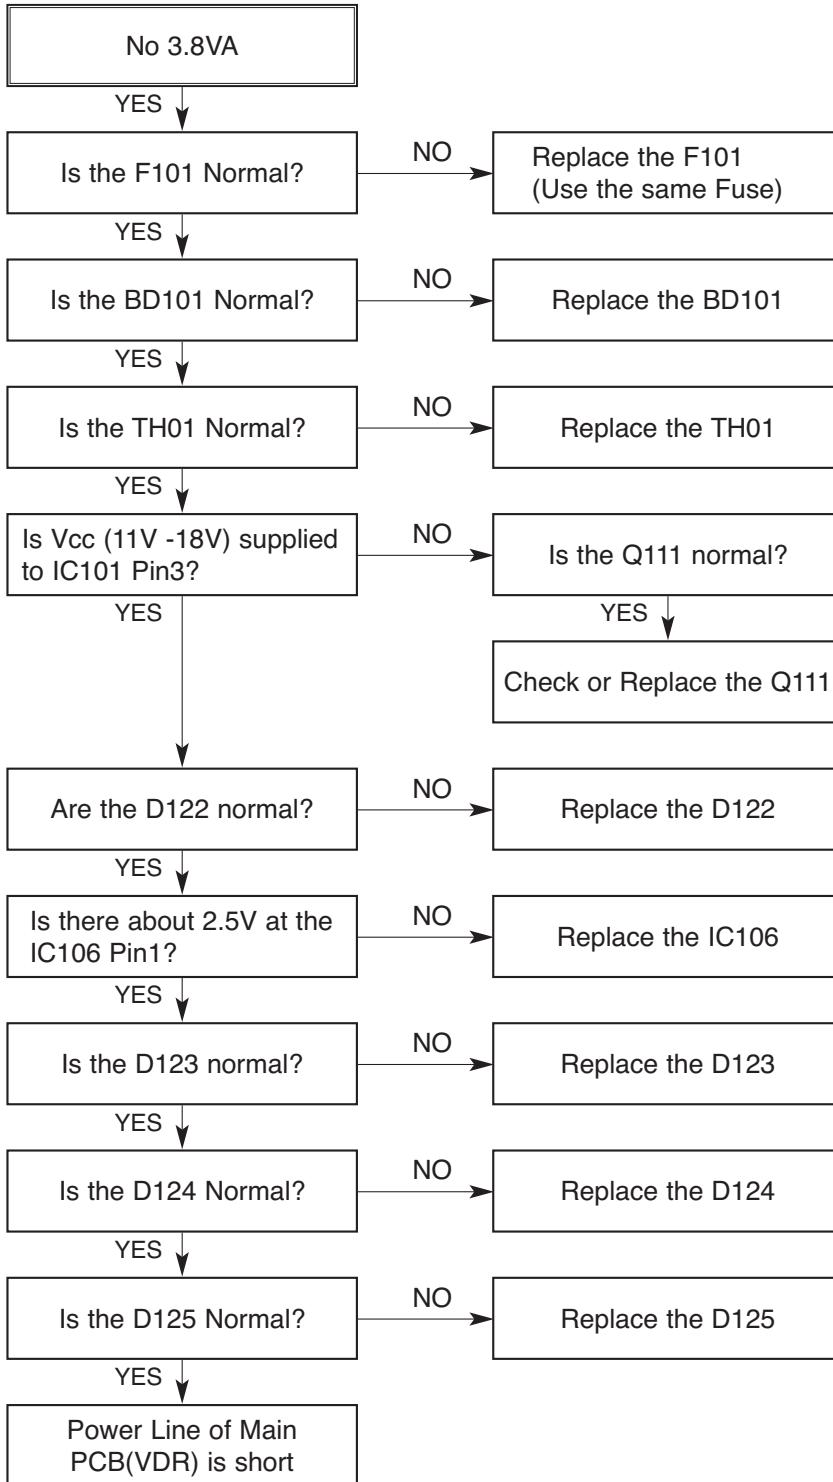 No 3.8VA
YES
Is the F101 Normal?
NO
Replace the F101
(Use the same Fuse)
YES
Is the BD101 Normal?
NO
Replace the BD101
YES
Is the TH01 Normal?
NO
Replace the TH01
YES
Is Vcc (11V -18V) supplied
to IC101 Pin3?
NO
Is the Q111 normal?
YES
YES
Check or Replace the Q111
Are the D122 normal?
NO
Replace the D122
YES
Is there about 2.5V at the
IC106 Pin1?
NO
Replace the IC106
YES
Is the D123 normal?
NO
Replace the D123
YES
Is the D124 Normal?
NO
Replace the D124
YES
Is the D125 Normal?
NO
Replace the D125
YES
Power Line of Main
PCB(VDR) is short